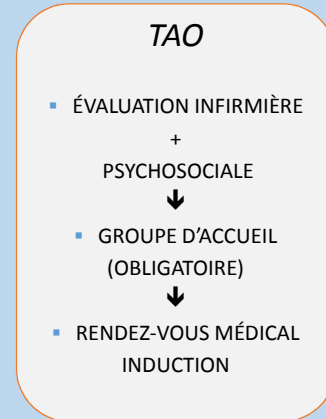 TAO
▪ ÉVALUATION INFIRMIÈRE
+
PSYCHOSOCIALE
🡻
▪ GROUPE D’ACCUEIL
(OBLIGATOIRE)
🡻
▪ RENDEZ-VOUS MÉDICAL
INDUCTION